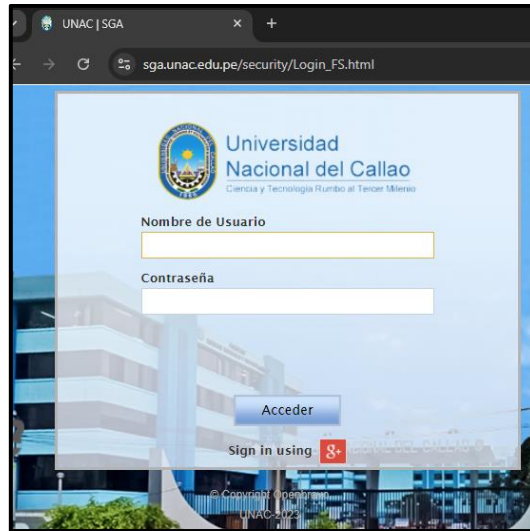 UNAC | SGA
sga.unac.edu.pe/security/Login_FS.html
Universidad
Nacional del Callao
Ciencia y Tecnología Rumbo al Tercer Milenio
Nombre de Usuario
Contraseña
Acceder
Sign in using g+
© Copyright
UNAC-2023